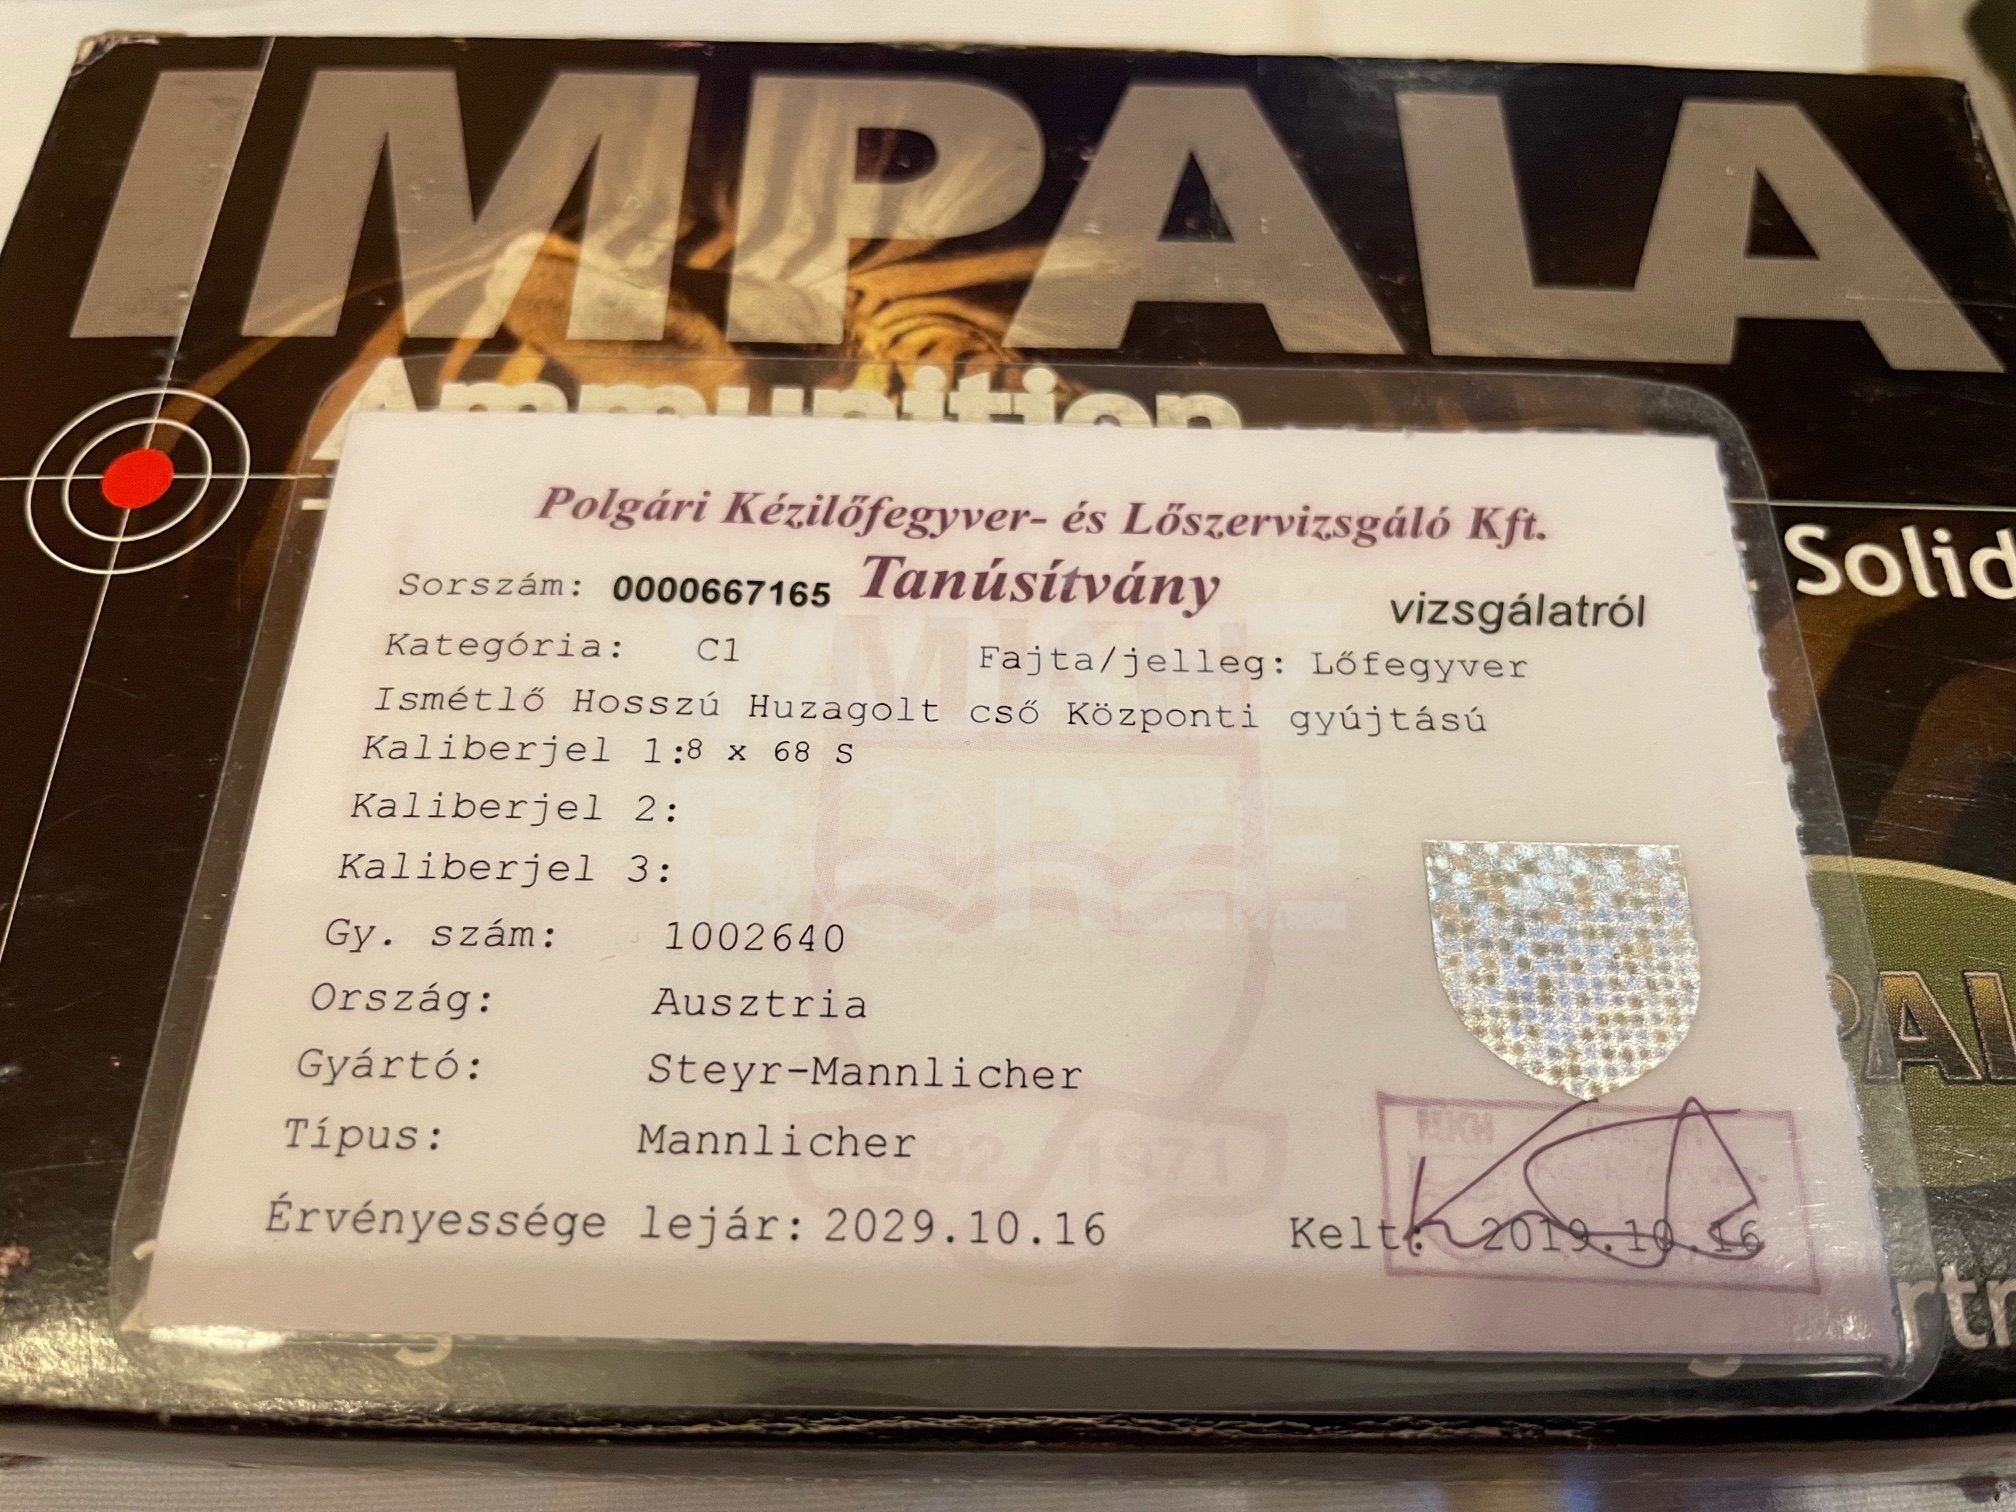 IMPALA
Ammunition
Solid
Polgári Kézilőfegyver- és Lőszervizsgáló Kft.
Sorszám: 0000667165 Tanúsítvány vizsgálatról
Kategória: C1 Fajta/jelleg: Lőfegyver
Ismétlő Hosszú Huzagolt cső Központi gyújtású
Kaliberjel 1:8 x 68 S
Kaliberjel 2:
Kaliberjel 3:
Gy. szám: 1002640
Ország: Ausztria
Gyártó: Steyr-Mannlicher
Típus: Mannlicher
1971
Érvényessége lejár: 2029.10.16 Kelt: 2019.10.16